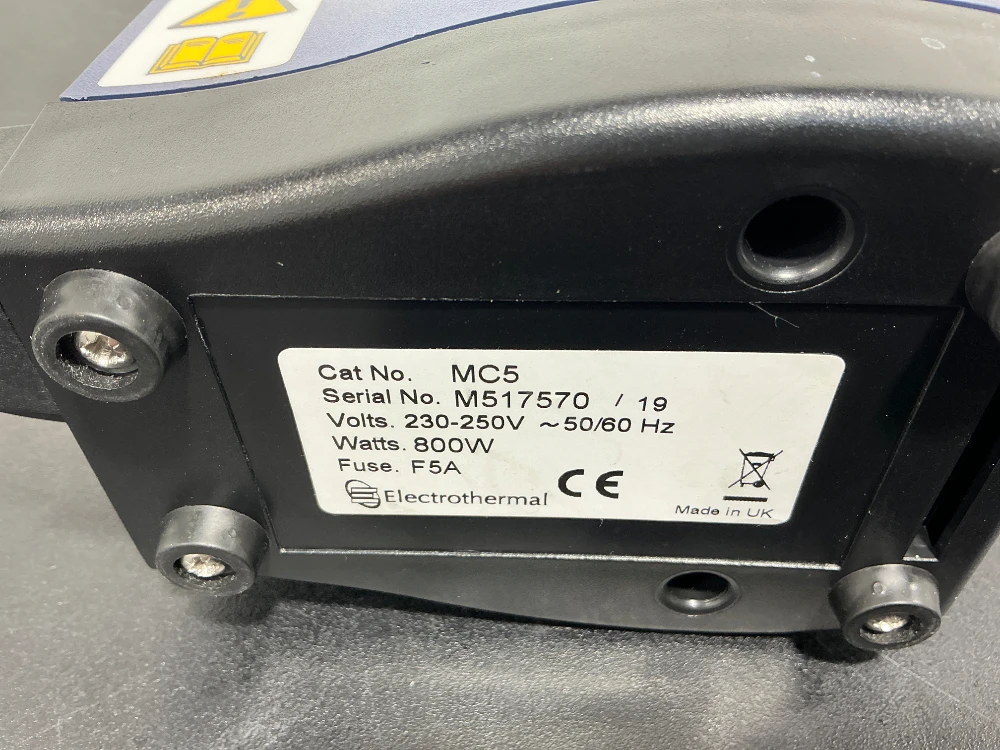 Cat No. MC5
Serial No. M517570 / 19
Volts. 230-250V ~50/60 Hz
Watts. 800W
Fuse. F5A
Electrothermal CE
Made in UK